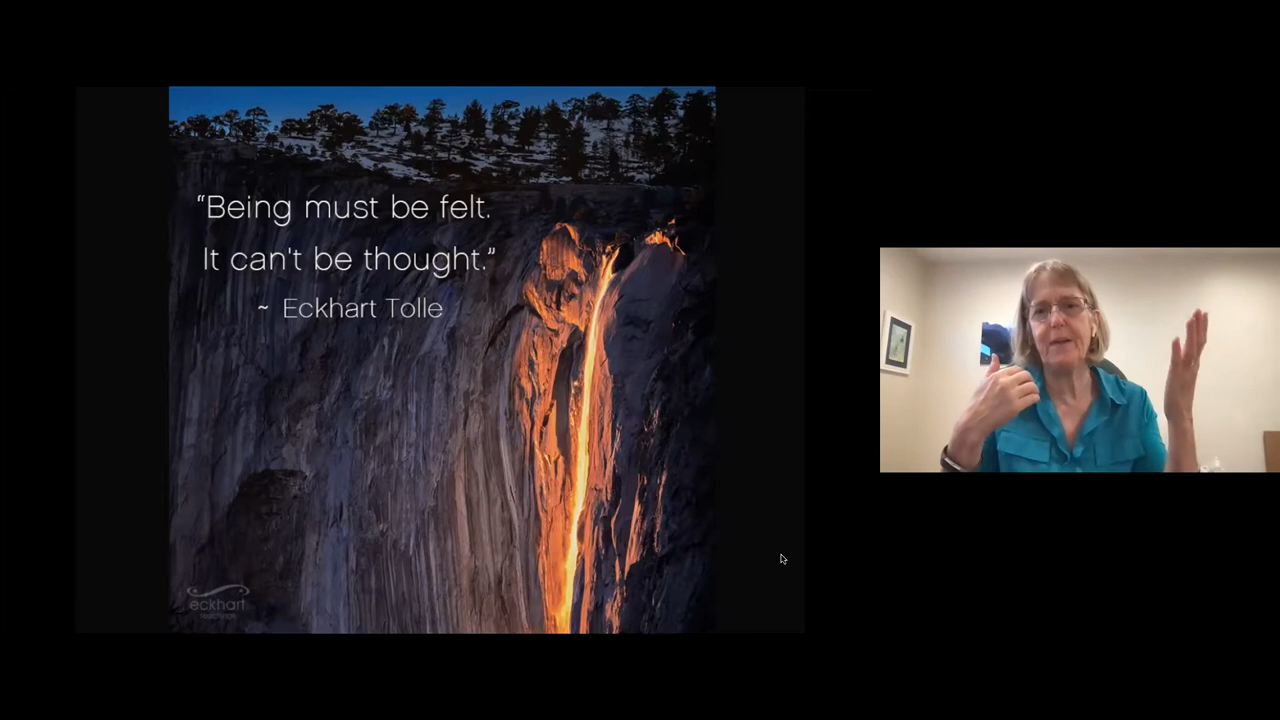 “Being must be felt.
It can't be thought.”
~ Eckhart Tolle
eckhart